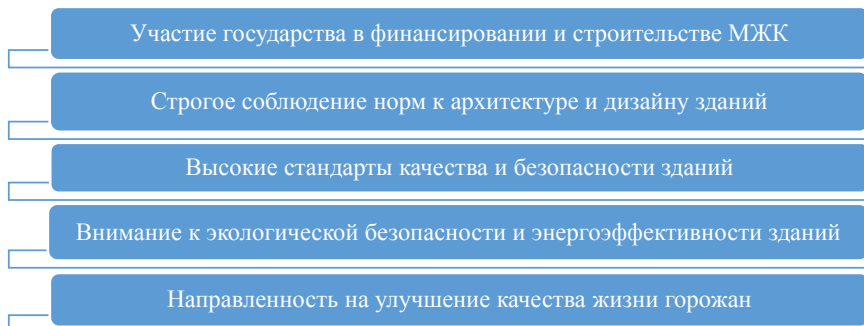 Участие государства в финансировании и строительстве МЖК
Строгое соблюдение норм к архитектуре и дизайну зданий
Высокие стандарты качества и безопасности зданий
Внимание к экологической безопасности и энергоэффективности зданий
Направленность на улучшение качества жизни горожан